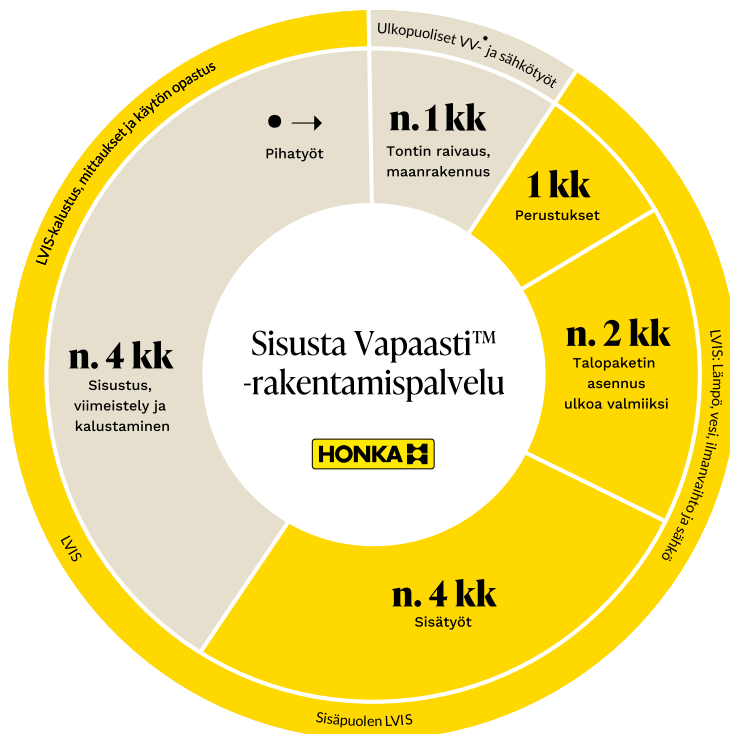 Ulkopuoliset VV-* ja sähkötyöt
LVIS-kalustus, mittaukset ja käytön opastus
Pihatyöt
n. 1 kk
Tontin raivaus,
maanrakennus
1 kk
Perustukset
n. 2 kk
Talopaketin
asennus
ulkoa valmiiksi
LVIS: Lämpö, vesi, ilmanvaihto ja sähkö
n. 4 kk
Sisustus,
viimeistely ja
kalustaminen
Sisusta Vapaasti™
-rakentamispalvelu
HONKA
LVIS
n. 4 kk
Sisätyöt
Sisäpuolen LVIS